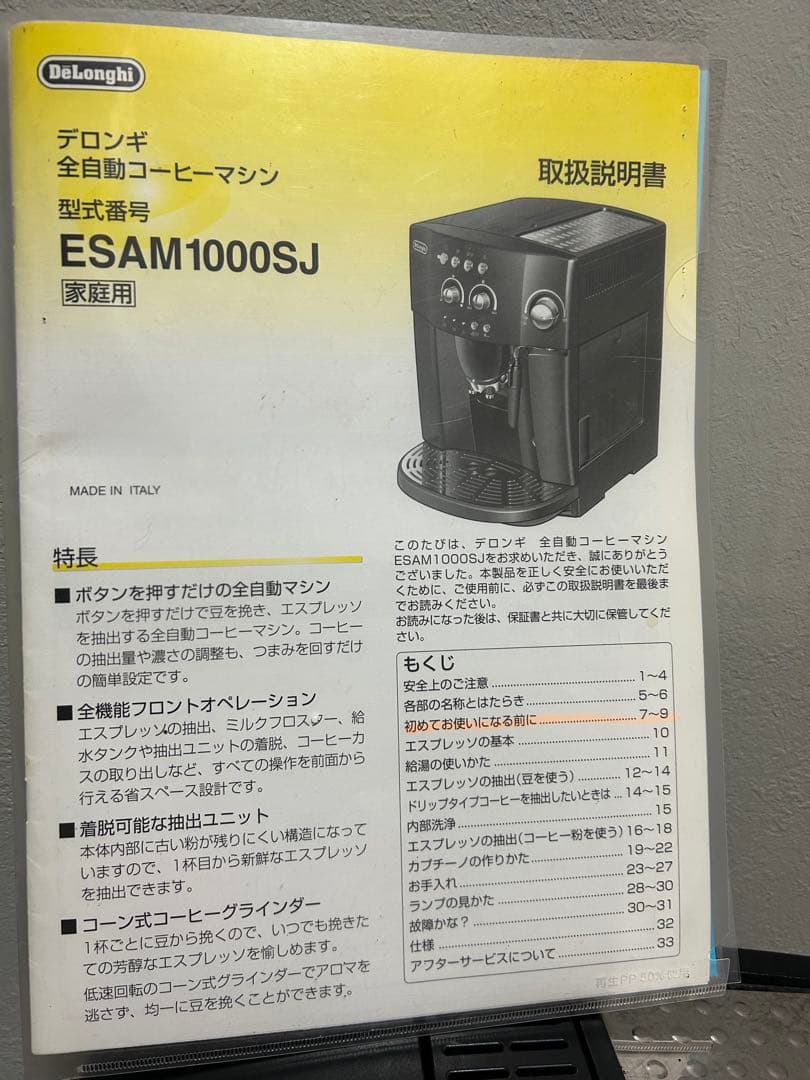 DeLonghi
デロンギ
全自動コーヒーマシン
取扱説明書
型式番号
ESAM1000SJ
家庭用
DeLonghi
MADE IN ITALY
特長
■ ボタンを押すだけの全自動マシン
ボタンを押すだけで豆を挽き、エスプレッソ
を抽出する全自動コーヒーマシン。コーヒー
の抽出量や濃さの調整も、つまみを回すだけ
の簡単設定です。
■ 全機能フロントオペレーション
エスプレッソの抽出、ミルクフロスー、給
水タンクや抽出ユニットの着脱、コーヒーカ
スの取り出しなど、すべての操作を前面から
行える省スペース設計です。
■ 着脱可能な抽出ユニット
本体内部に古い粉が残りにくい構造になって
いますので、1杯目から新鮮なエスプレッソ
を抽出できます。
■ コーン式コーヒーグラインダー
1杯ごとに豆から挽くので、いつでも挽きた
ての芳醇なエスプレッソを愉しめます。
低速回転のコーン式グラインダーでアロマを
逃さず、均一に豆を挽くことができます。
このたびは、デロンギ 全自動コーヒーマシン
ESAM1000SJをお求めいただき、誠にありがとう
ございました。本製品を正しく安全にお使いいただ
くために、ご使用前に、必ずこの取扱説明書を最後ま
でお読みください。
お読みになった後は、保証書と共に大切に保管してくだ
さい。
もくじ
安全上のご注意 1〜4
各部の名称とはたらき 5〜6
初めてお使いになる前に 7〜9
エスプレッソの基本 10
給湯の使いかた 11
エスプレッソの抽出(豆を使う) 12〜14
ドリップタイプコーヒーを抽出したいときは 14〜15
内部洗浄 15
エスプレッソの抽出(コーヒー粉を使う) 16〜18
カプチーノの作りかた 19〜22
お手入れ 23〜27
ランプの見かた 28〜30
故障かな? 30〜31
仕様 32
アフターサービスについて 33
再生PP 50%使用